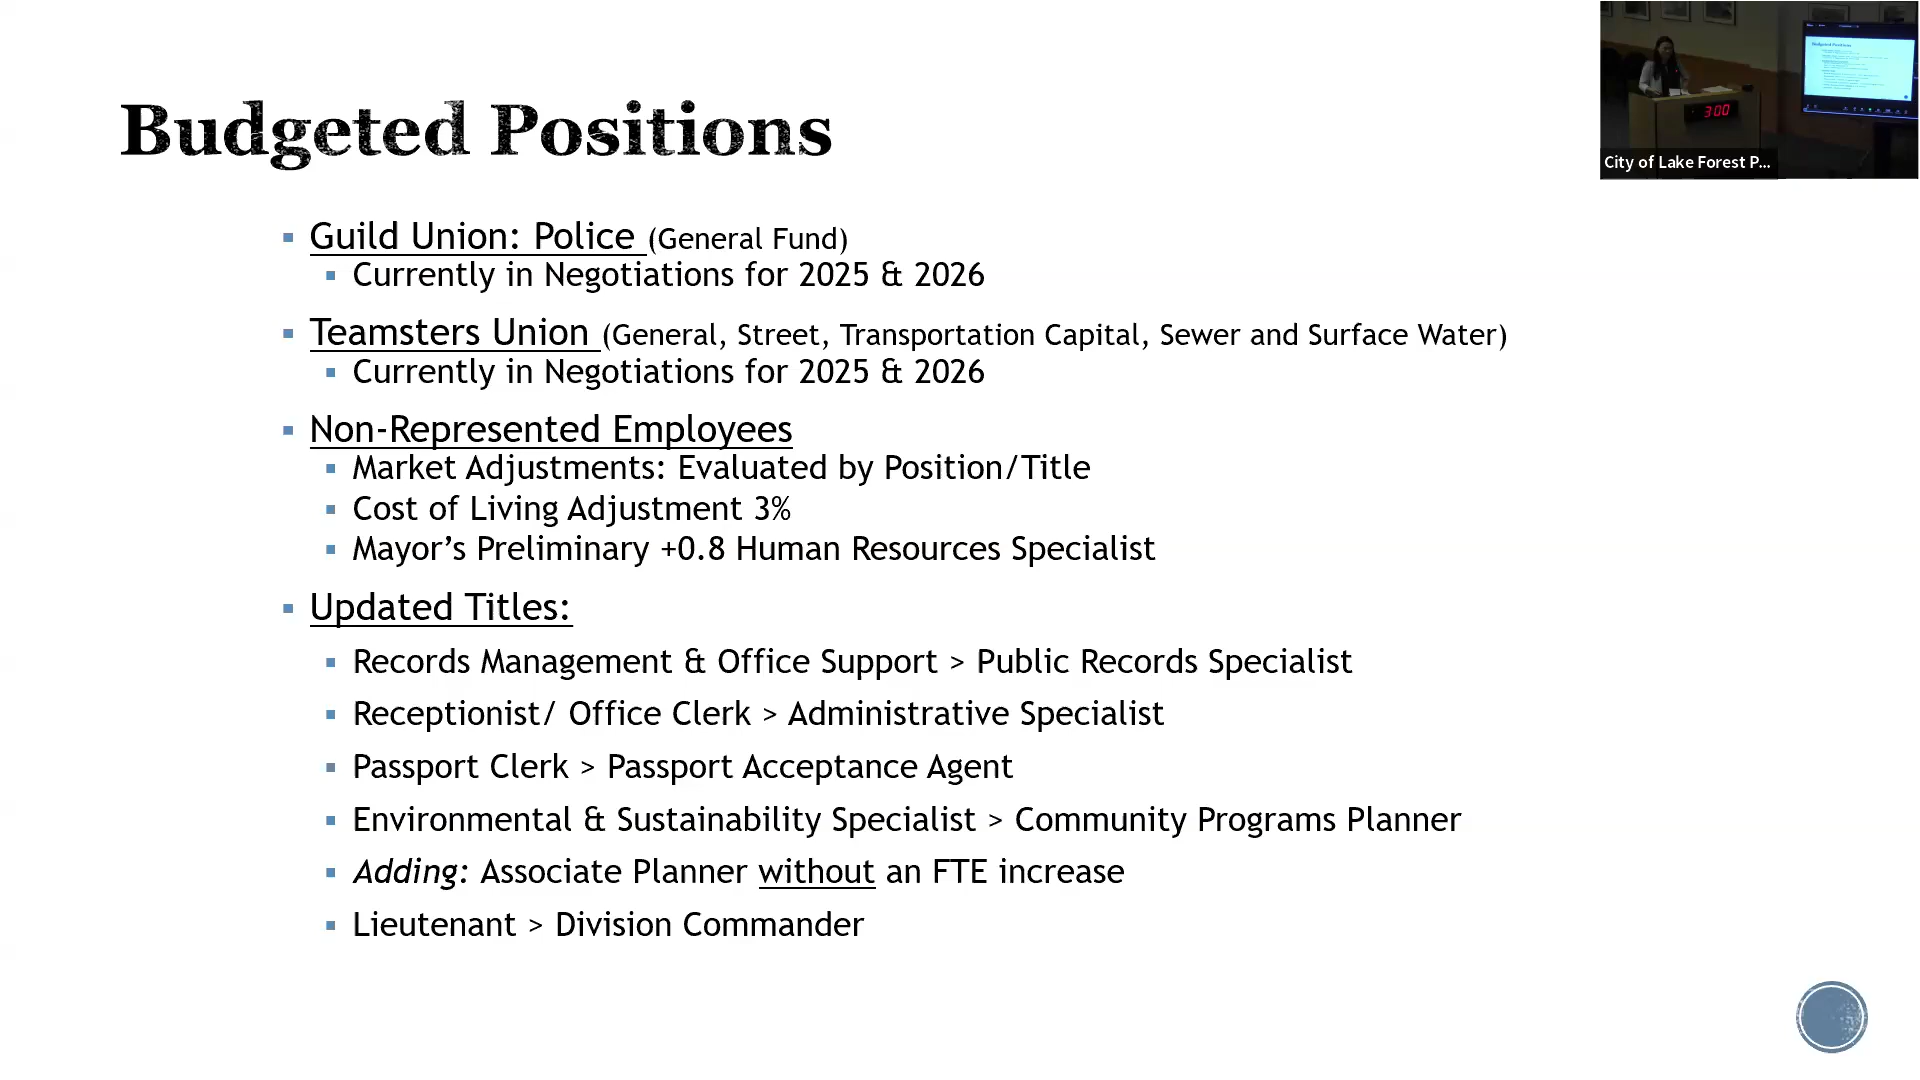 Budgeted Positions
City of Lake Forest P...
3:00
Budgeted Positions
Guild Union: Police (General Fund)
Currently in Negotiations for 2025 & 2026
Teamsters Union (General, Street, Transportation Capital, Sewer and Surface Water)
Currently in Negotiations for 2025 & 2026
Non-Represented Employees
Market Adjustments: Evaluated by Position/Title
Cost of Living Adjustment 3%
Mayor’s Preliminary +0.8 Human Resources Specialist
Updated Titles:
Records Management & Office Support > Public Records Specialist
Receptionist/ Office Clerk > Administrative Specialist
Passport Clerk > Passport Acceptance Agent
Environmental & Sustainability Specialist > Community Programs Planner
Adding: Associate Planner without an FTE increase
Lieutenant > Division Commander